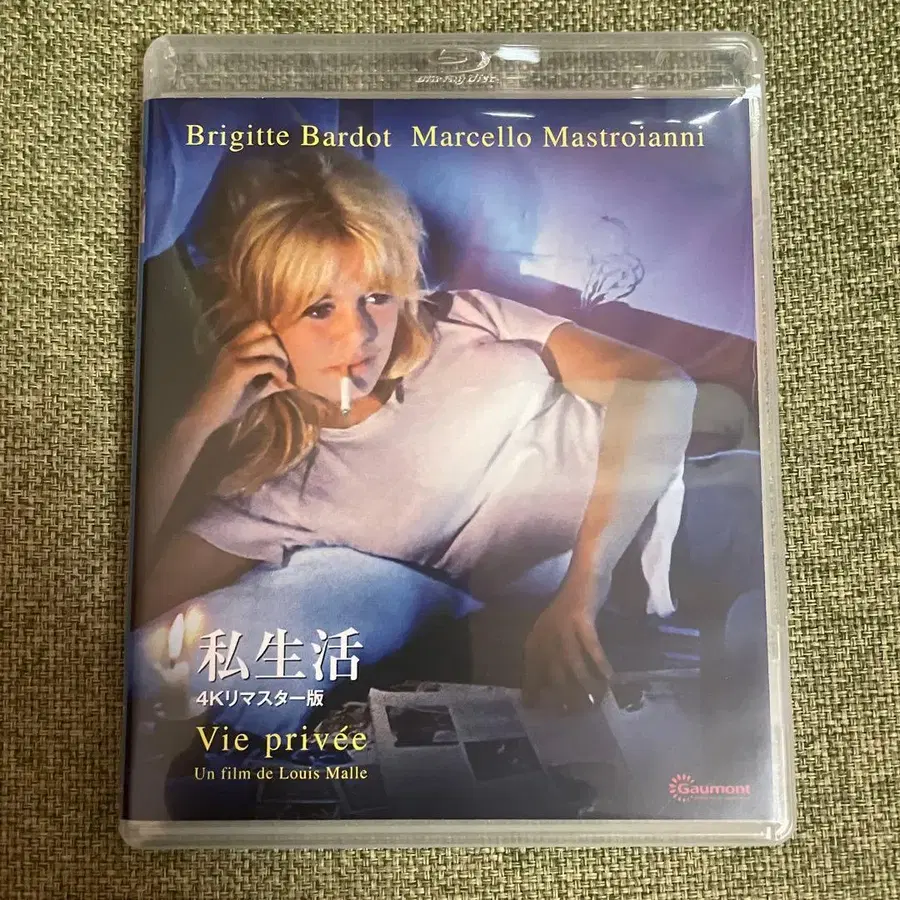 Blu-ray Disc
Brigitte Bardot Marcello Mastroianni
私生活
4Kリマスター版
Vie privée
Un film de Louis Malle
Gaumont